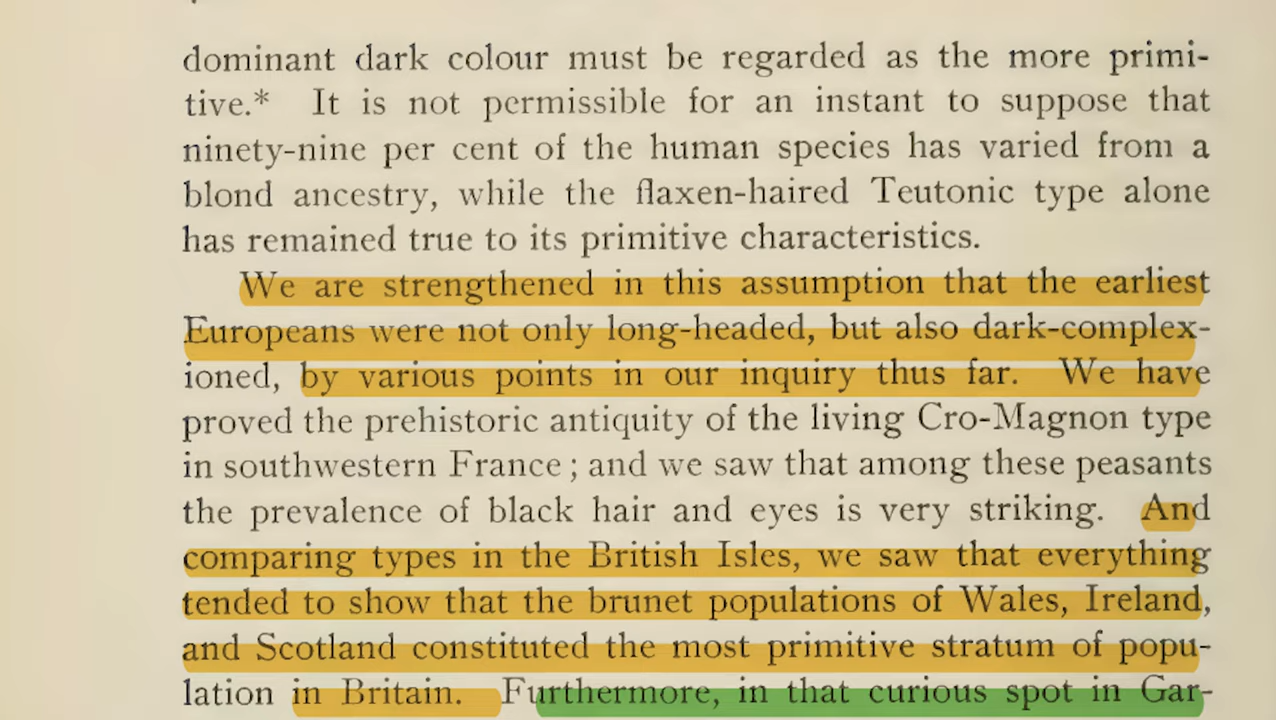 dominant dark colour must be regarded as the more primi-
tive.* It is not permissible for an instant to suppose that
ninety-nine per cent of the human species has varied from a
blond ancestry, while the flaxen-haired Teutonic type alone
has remained true to its primitive characteristics.
We are strengthened in this assumption that the earliest
Europeans were not only long-headed, but also dark-complex-
ioned, by various points in our inquiry thus far. We have
proved the prehistoric antiquity of the living Cro-Magnon type
in southwestern France; and we saw that among these peasants
the prevalence of black hair and eyes is very striking. And
comparing types in the British Isles, we saw that everything
tended to show that the brunet populations of Wales, Ireland,
and Scotland constituted the most primitive stratum of popu-
lation in Britain. Furthermore, in that curious spot in Gar-